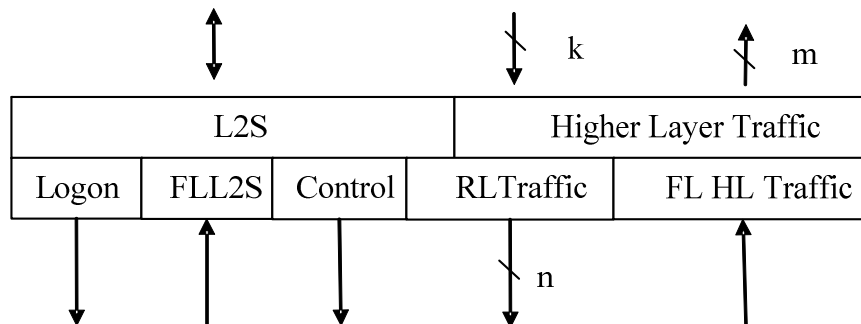 k
m
L2S Higher Layer Traffic
Logon FLL2S Control RLTraffic FL HL Traffic
n